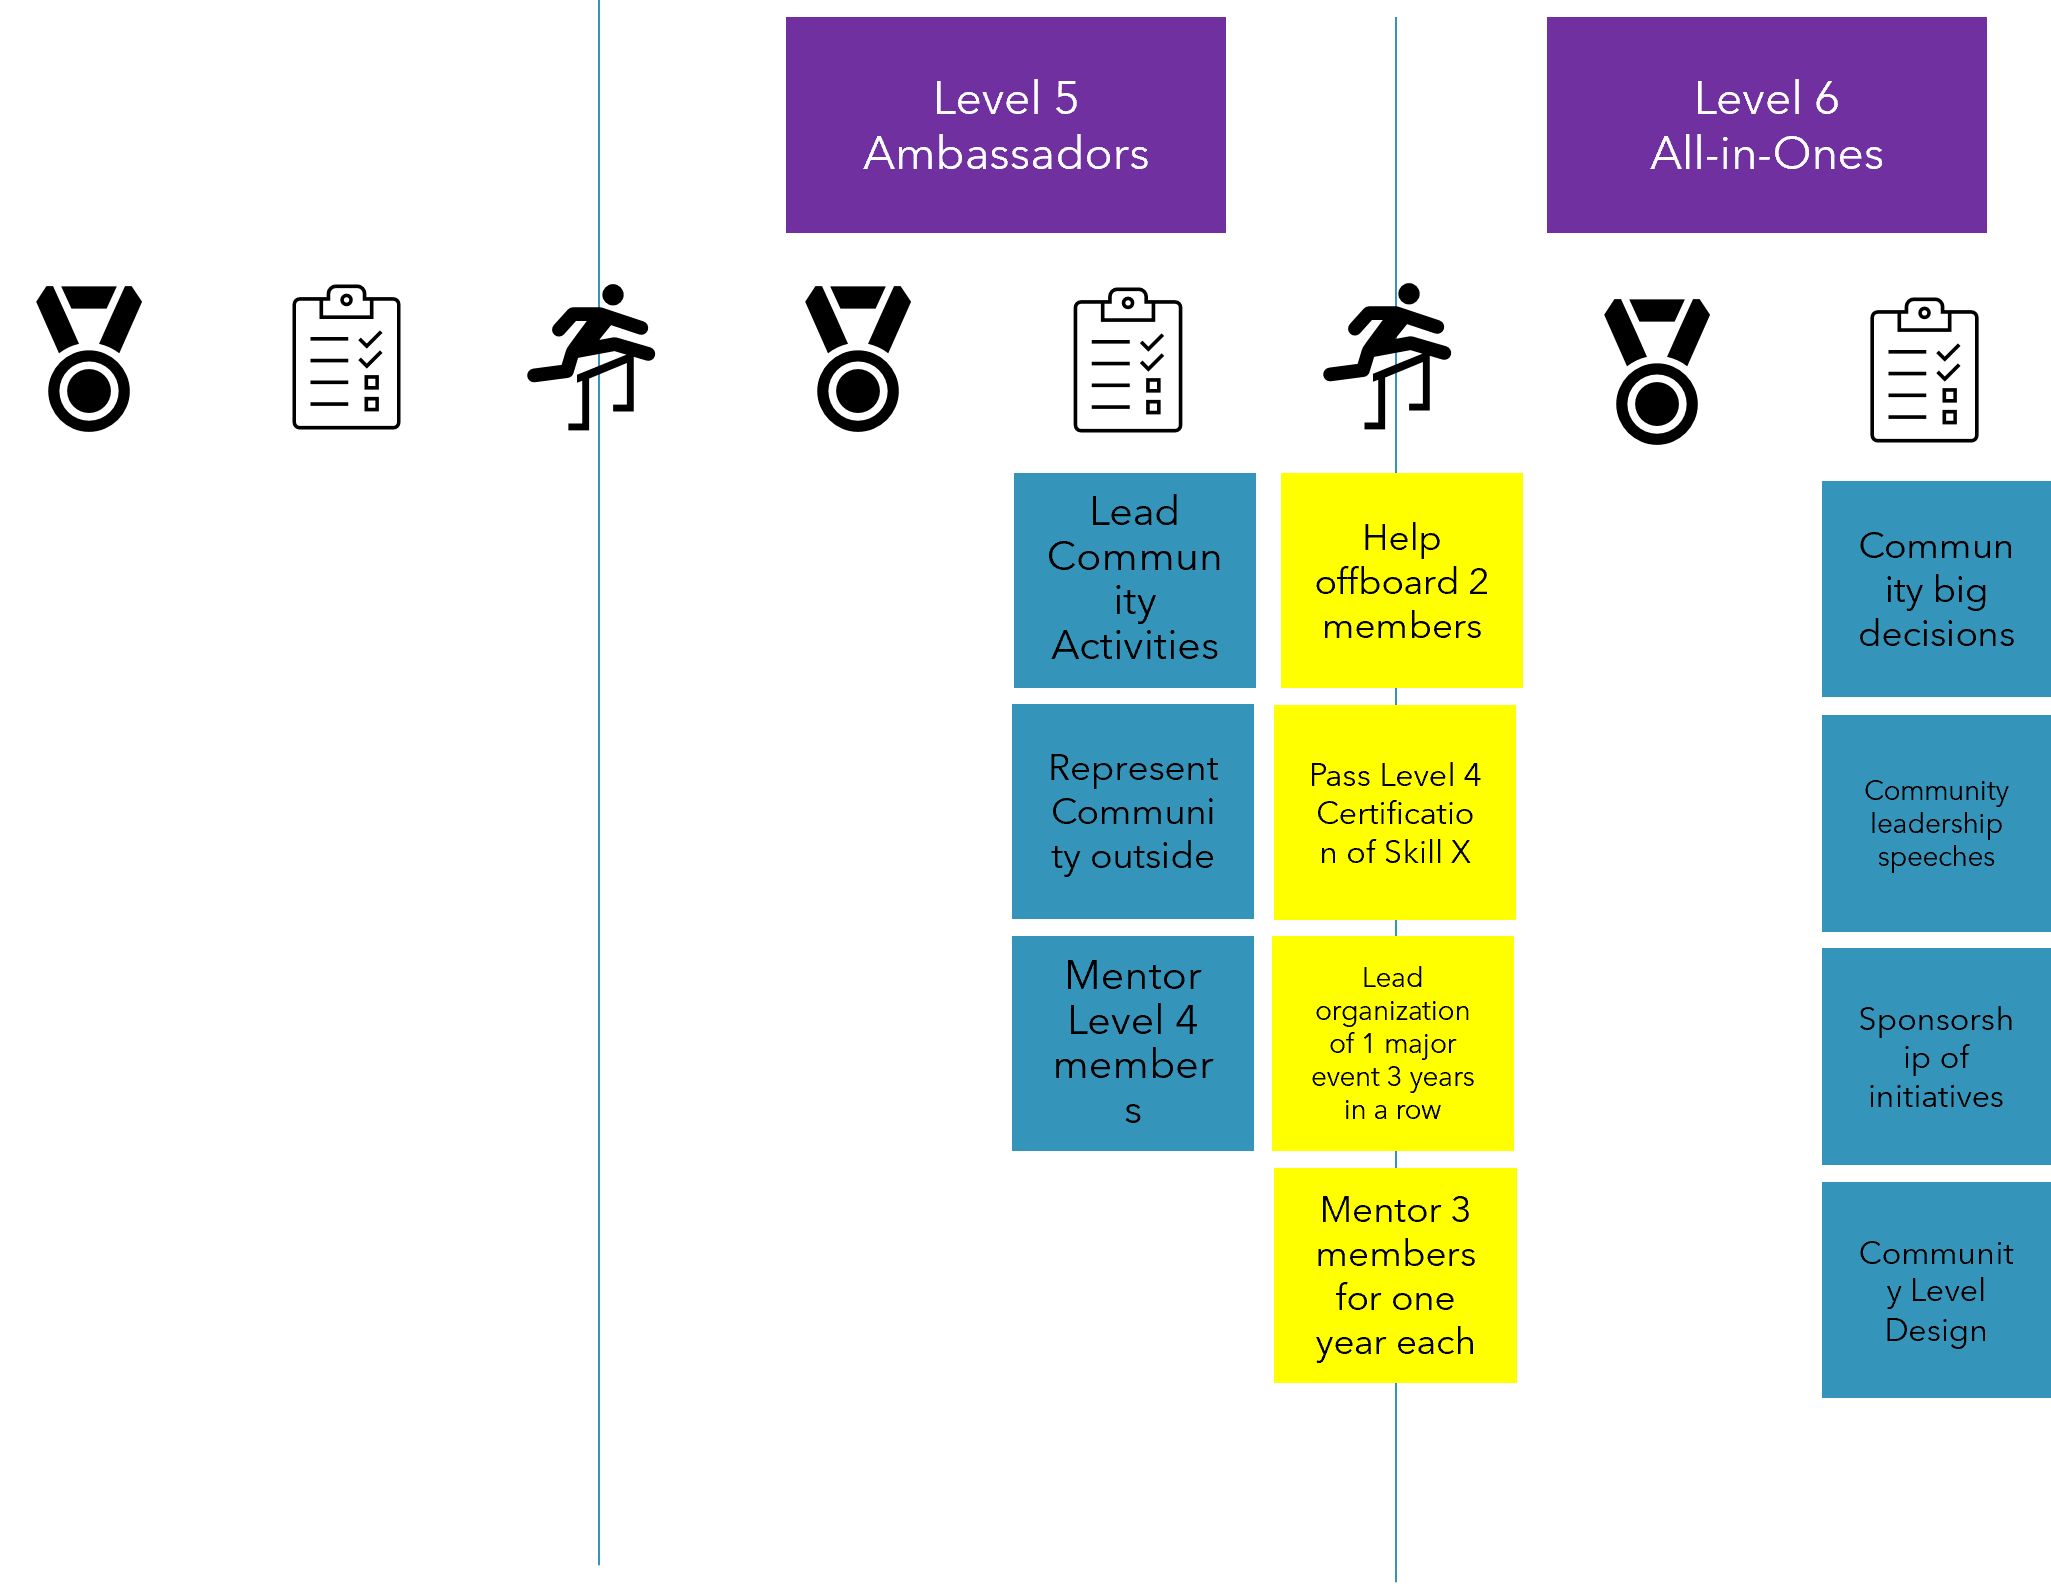 Level 5
Ambassadors
Level 6
All-in-Ones
Lead
Commun
ity
Activities
Represent
Communi
ty outside
Mentor
Level 4
member
s
Help
offboard 2
members
Pass Level 4
Certificatio
n of Skill X
Lead
organization
of 1 major
event 3 years
in a row
Mentor 3
members
for one
year each
Commun
ity big
decisions
Community
leadership
speeches
Sponsorsh
ip of
initiatives
Communit
y Level
Design